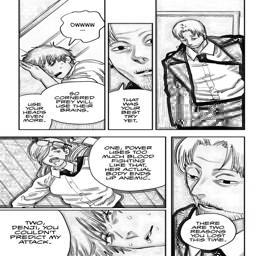 THAT WAS
YOUR
BEST
TRY
YET.
OWWWW
...
SO
CORNERED
PREY WILL
USE THEIR
BRAINS.
USE
YOUR
HEADS
EVEN
MORE.
THERE ARE
TWO
REASONS
YOU LOST
THIS TIME.
ONE, POWER
USES TOO
MUCH BLOOD
FIGHTING
LIKE THAT.
HER ACTUAL
BODY ENDS
UP ANEMIC.
TWO,
DENJI, YOU
COULDN'T
PREDICT MY
ATTACK.